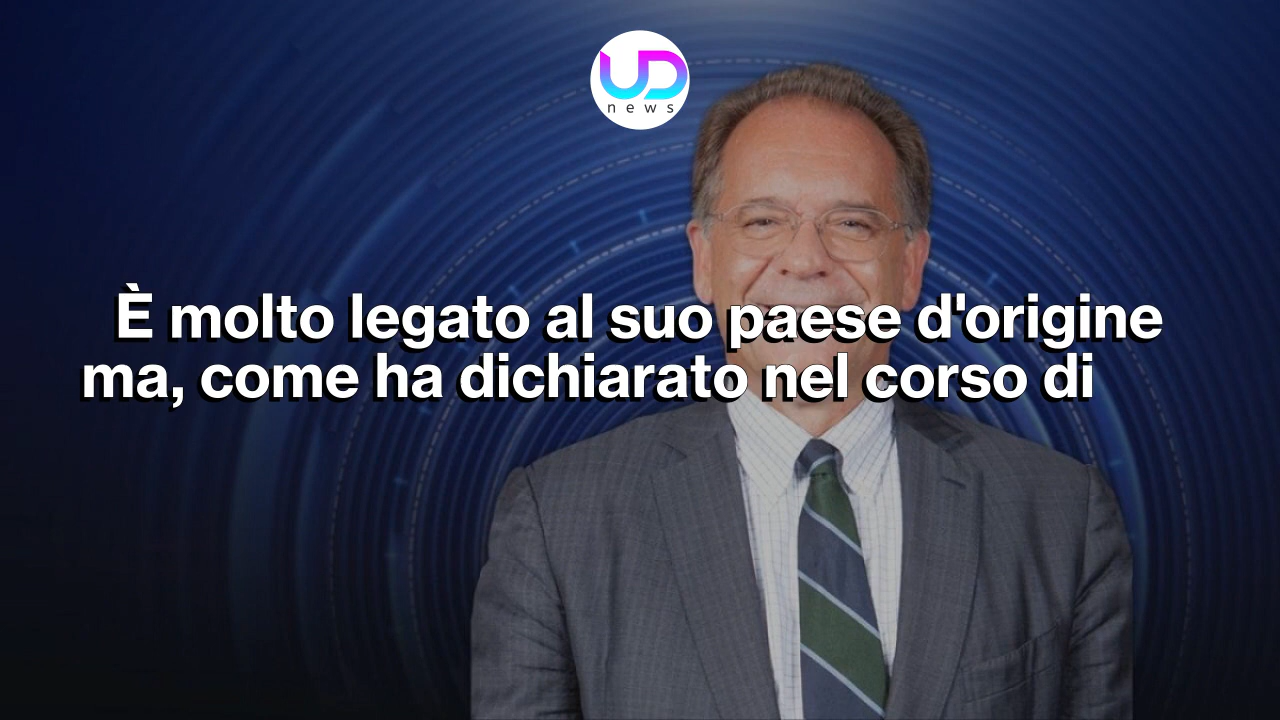 UD
news
È molto legato al suo paese d'origine
ma, come ha dichiarato nel corso di